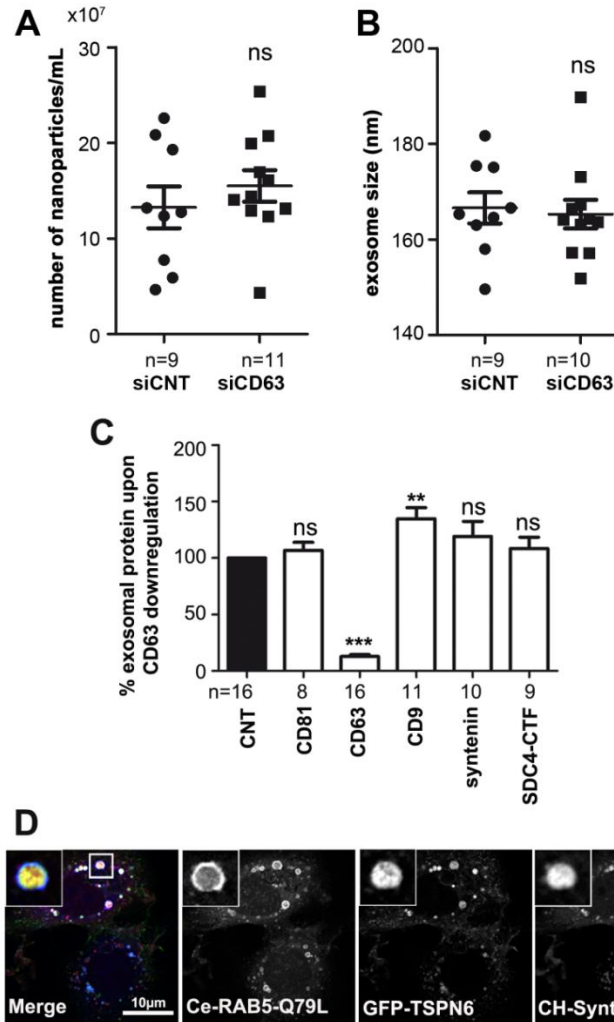 A
x10⁷
ns
number of nanoparticles/mL
30
20
10
0
n=9
n=11
siCNT
siCD63
B
ns
exosome size (nm)
200
180
160
140
n=9
n=10
siCNT
siCD63
C
% exosomal protein upon
CD63 downregulation
200
150
100
50
0
ns
***
**
ns
ns
n=16
8
16
11
10
9
CNT
CD81
CD63
CD9
syntenin
SDC4-CTF
D
Merge
10µm
Ce-RAB5-Q79L
GFP-TSPN6
CH-Synt